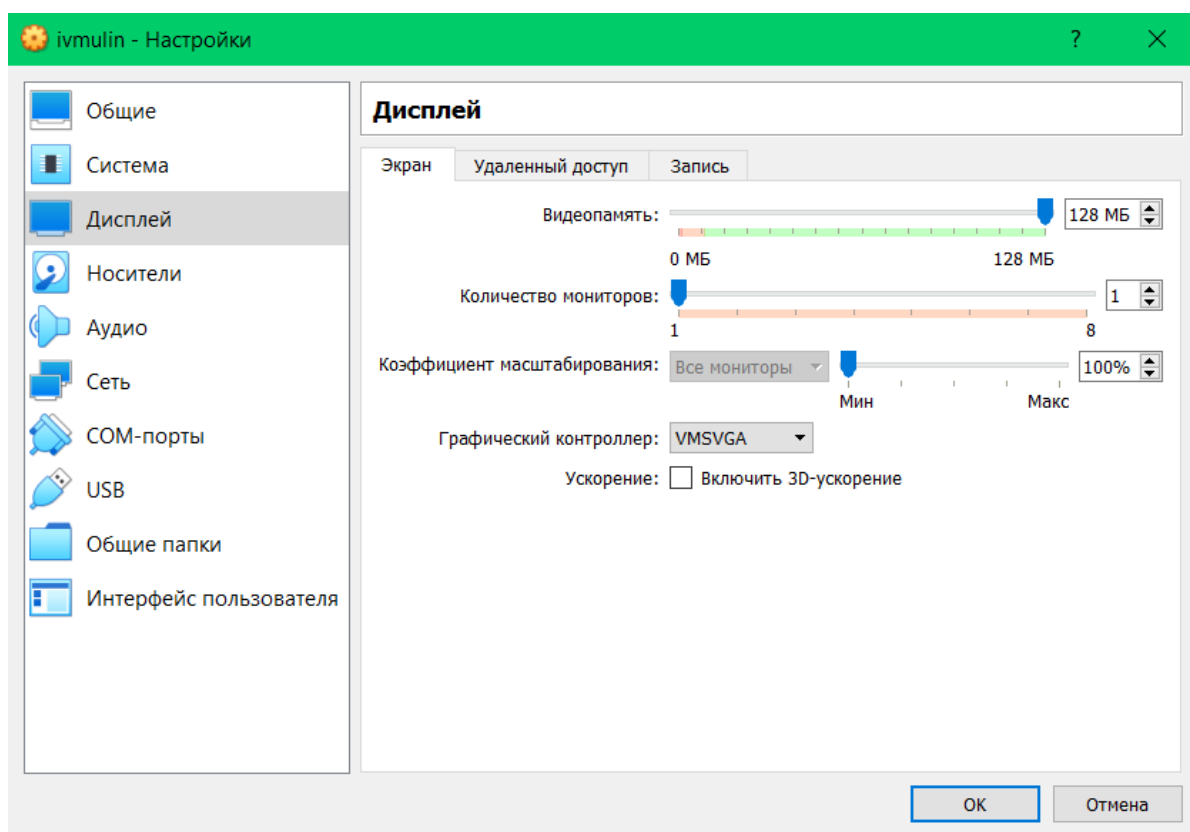 ivmulin - Настройки
?
Общие
Система
Дисплей
Носители
Аудио
Сеть
COM-порты
USB
Общие папки
Интерфейс пользователя
Дисплей
Экран Удаленный доступ Запись
Видеопамять: 128 МБ
0 МБ 128 МБ
Количество мониторов: 1
1 8
Коэффициент масштабирования: Все мониторы 100%
Мин Макс
Графический контроллер: VMSVGA
Ускорение: Включить 3D-ускорение
OK Отмена